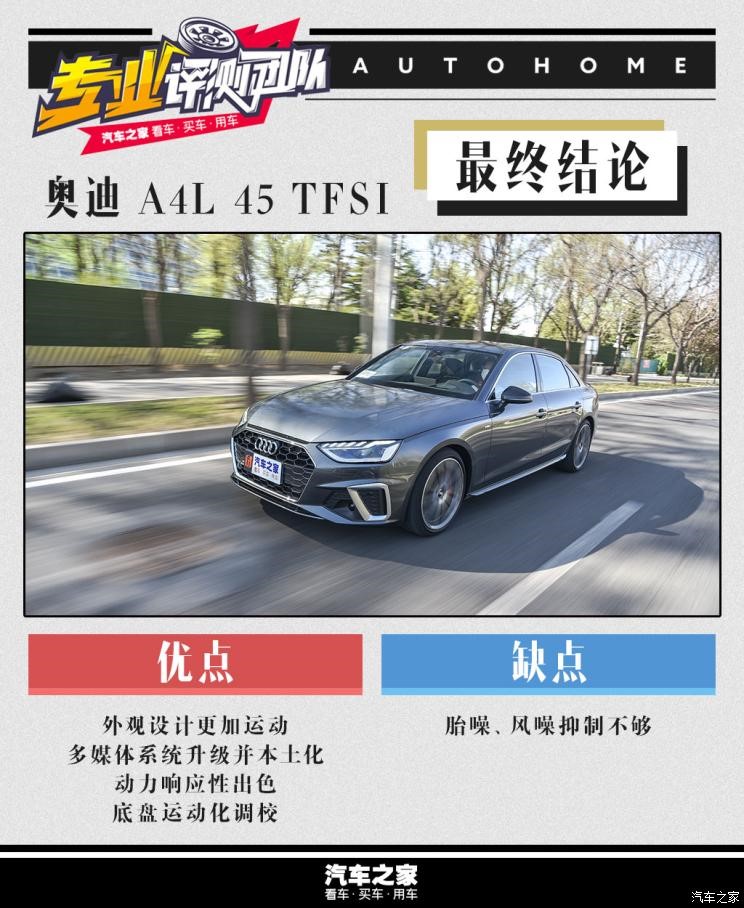 专业评测团队
汽车之家 看车·买车·用车
AUTOHOME
最终结论
奥迪 A4L 45 TFSI
汽车之家
优点
缺点
外观设计更加运动
多媒体系统升级并本土化
动力响应性出色
底盘运动化调校
胎噪、风噪抑制不够
汽车之家
看车·买车·用车
汽车之家